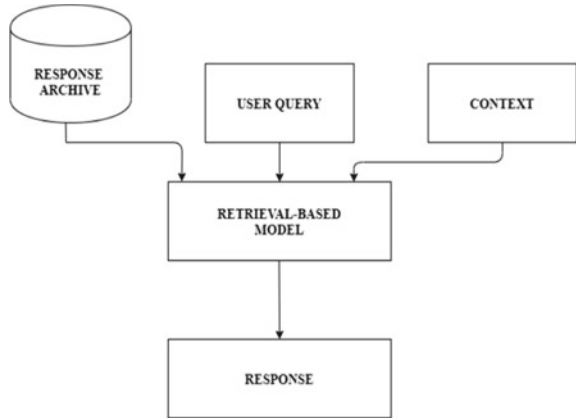 RESPONSE
ARCHIVE
USER QUERY
CONTEXT
RETRIEVAL-BASED
MODEL
RESPONSE